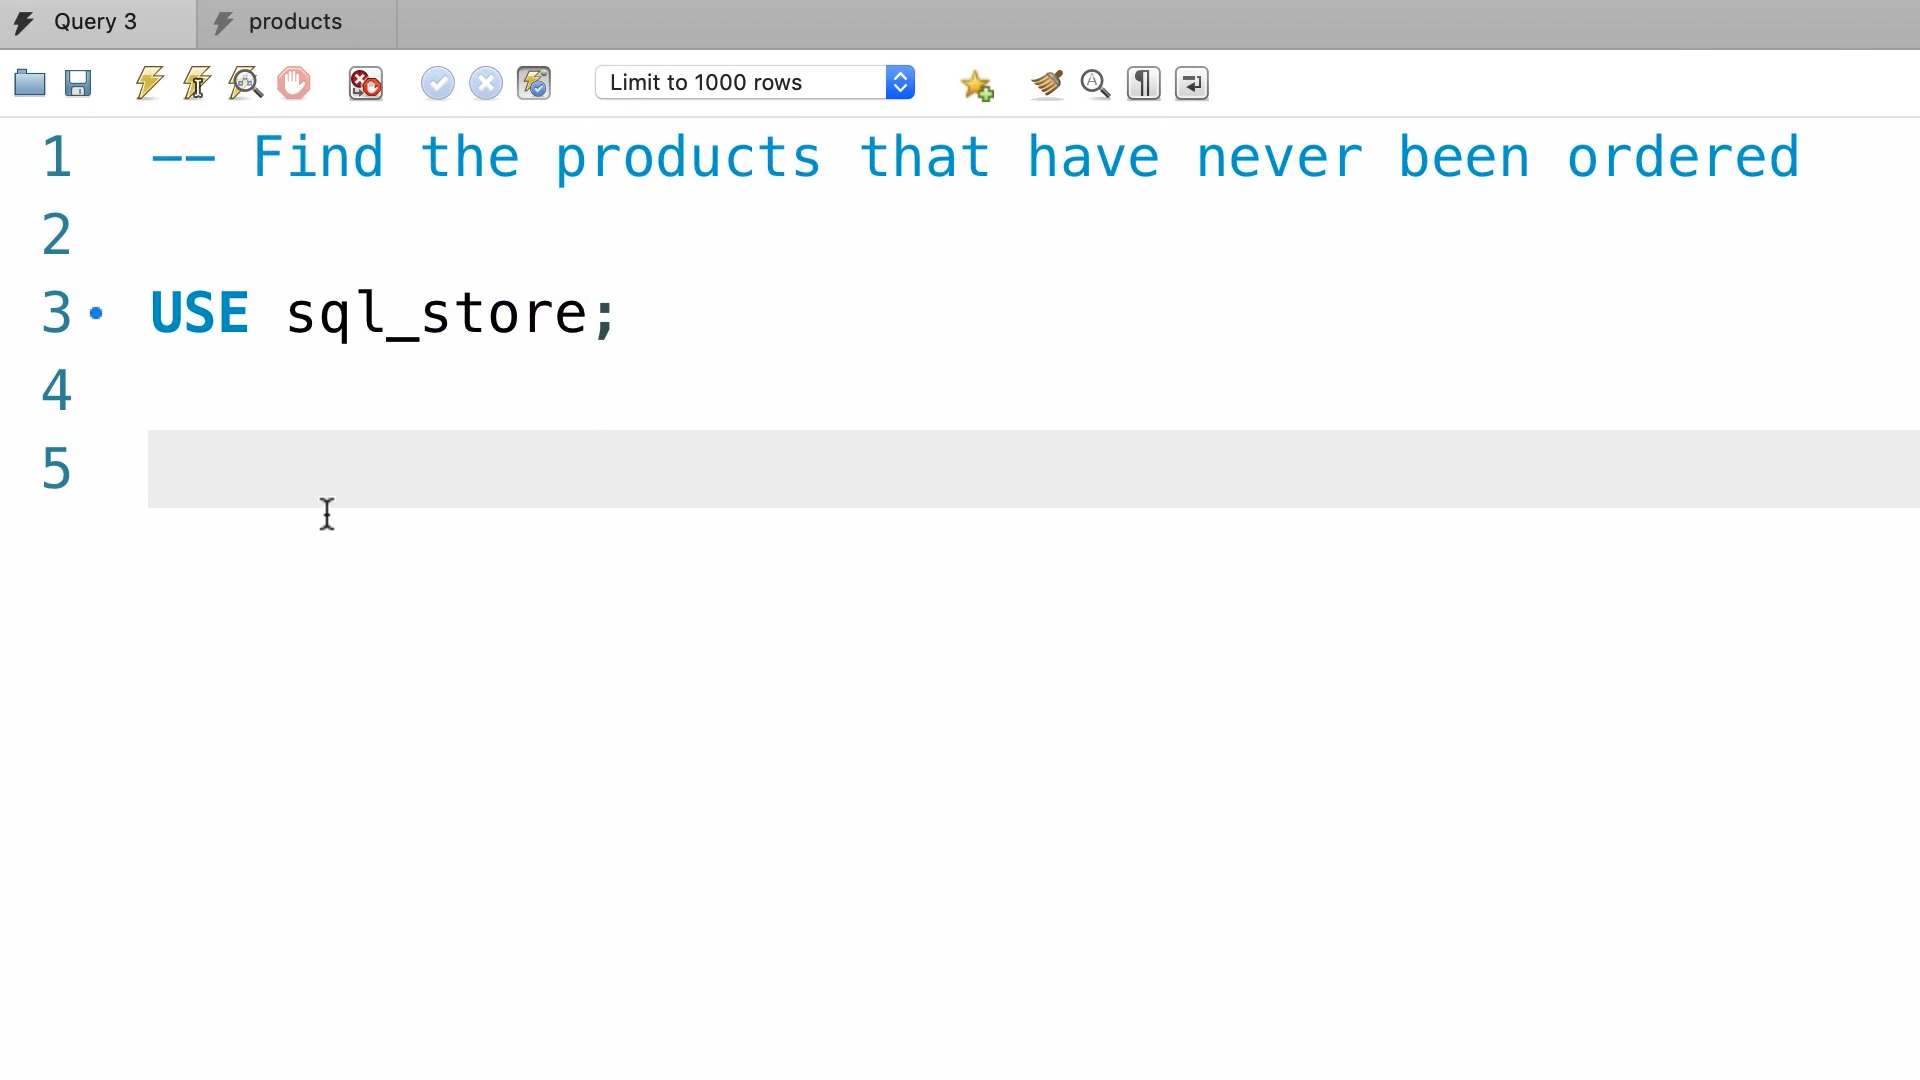 Query 3
products
Limit to 1000 rows
1 -- Find the products that have never been ordered
2
3 USE sql_store;
4
5